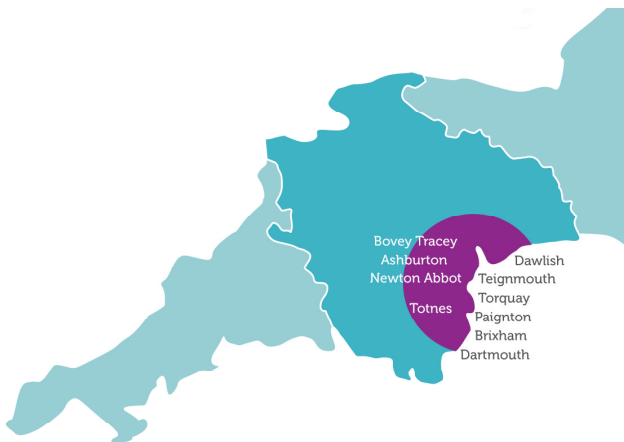 Bovey Tracey
Ashburton
Newton Abbot
Totnes
Dawlish
Teignmouth
Torquay
Paignton
Brixham
Dartmouth